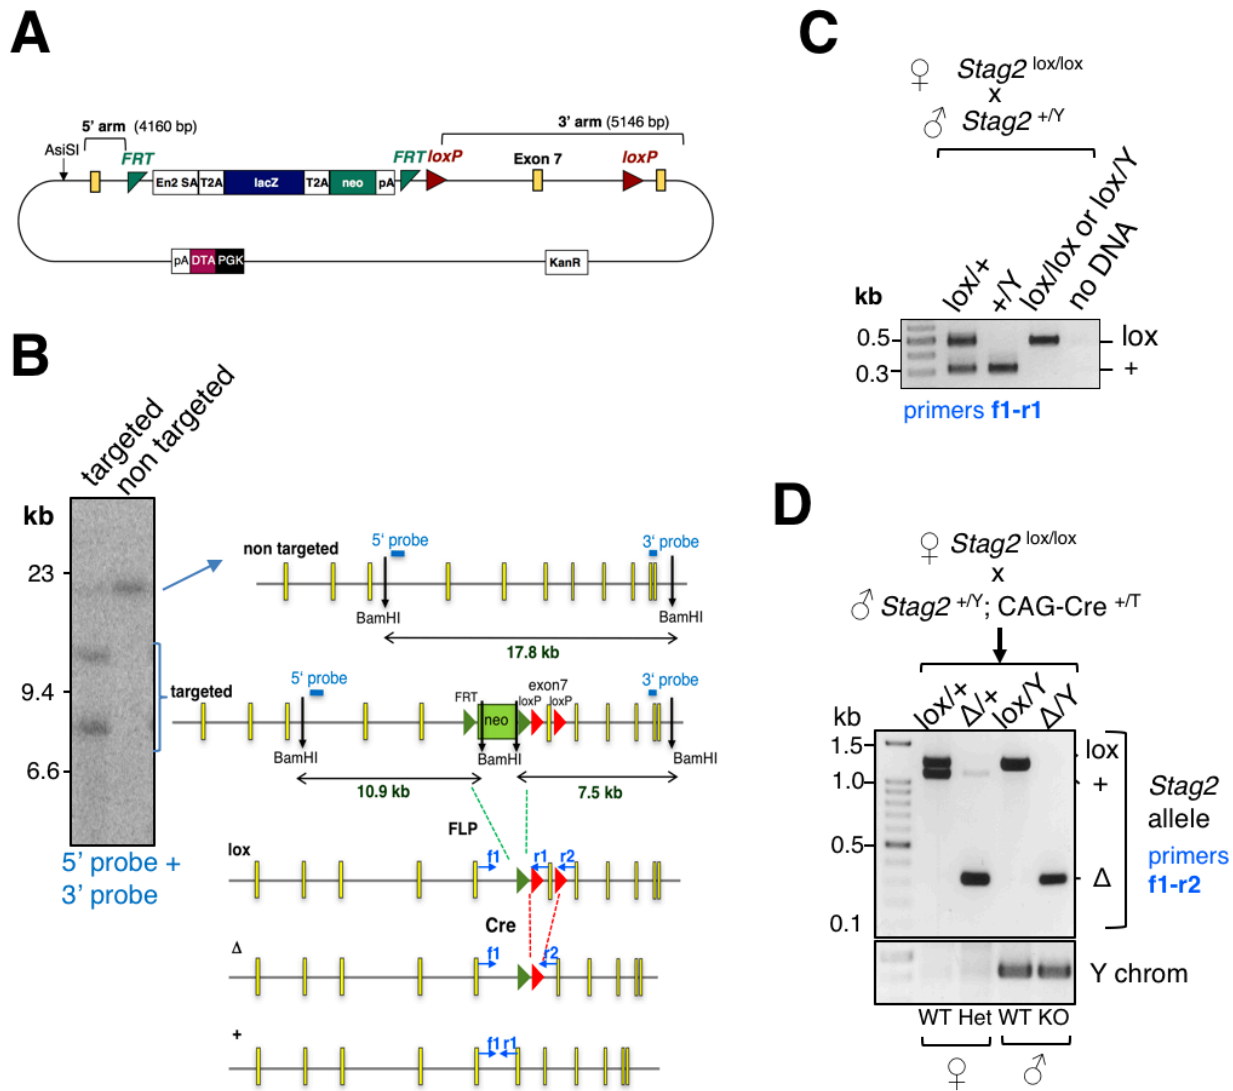 A
5' arm (4160 bp)
3' arm (5146 bp)
AsiSI
FRT
FRT loxP
Exon 7
loxP
En2 SA T2A lacZ T2A neo pA
pA DTA PGK
KanR
B
targeted
non targeted
kb
23
9.4
6.6
5' probe +
3' probe
non targeted
5' probe
3' probe
BamHI
BamHI
17.8 kb
targeted
5' probe
FRT
neo
loxP
exon7
loxP
3' probe
BamHI
BamHI
BamHI
10.9 kb
7.5 kb
FLP
lox
f1
r1
r2
Cre
Δ
f1
r2
+
f1
r1
C
♀ Stag2 lox/lox
x
♂ Stag2 +/Y
lox/+
+/Y
lox/lox or lox/Y
no DNA
kb
0.5
0.3
lox
+
primers f1-r1
D
♀ Stag2 lox/lox
x
♂ Stag2 +/Y; CAG-Cre +/T
lox/+
Δ/+
lox/Y
Δ/Y
kb
1.5
1.0
0.5
0.1
lox
+
Δ
Stag2
allele
primers
f1-r2
Y chrom
WT Het WT KO
♀ ♂